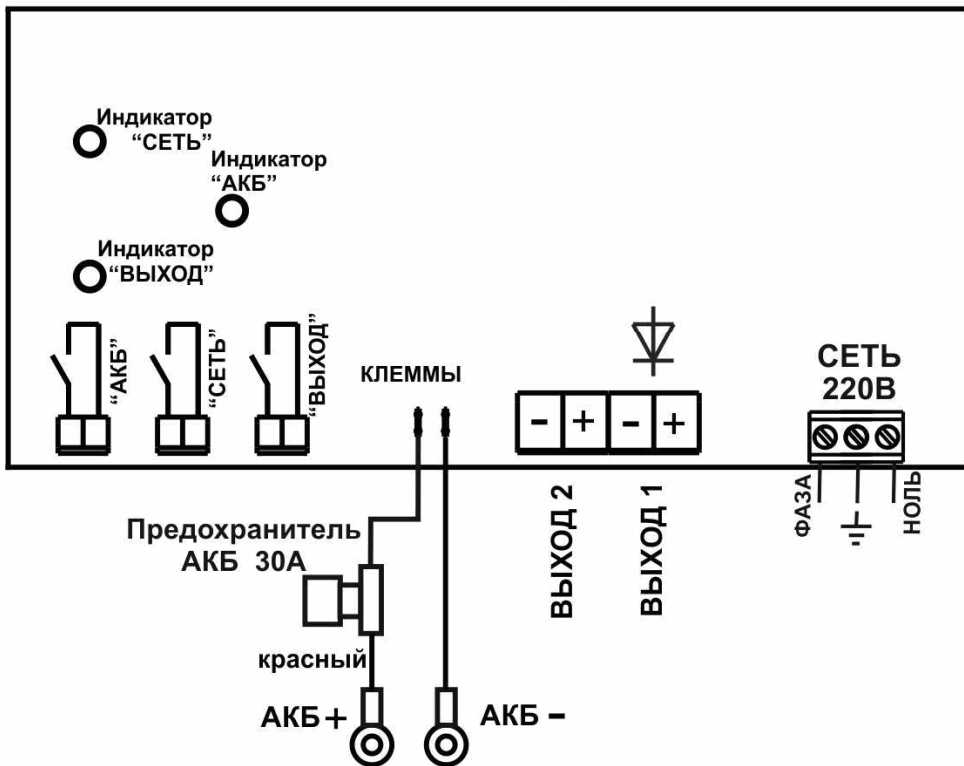 Индикатор
“СЕТЬ”
Индикатор
“АКБ”
Индикатор
“ВЫХОД”
“АКБ”
“СЕТЬ”
“ВЫХОД”
КЛЕММЫ
- + - +
СЕТЬ
220В
ВЫХОД 2
ВЫХОД 1
ФАЗА
НОЛЬ
Предохранитель
АКБ 30А
красный
АКБ +
АКБ -